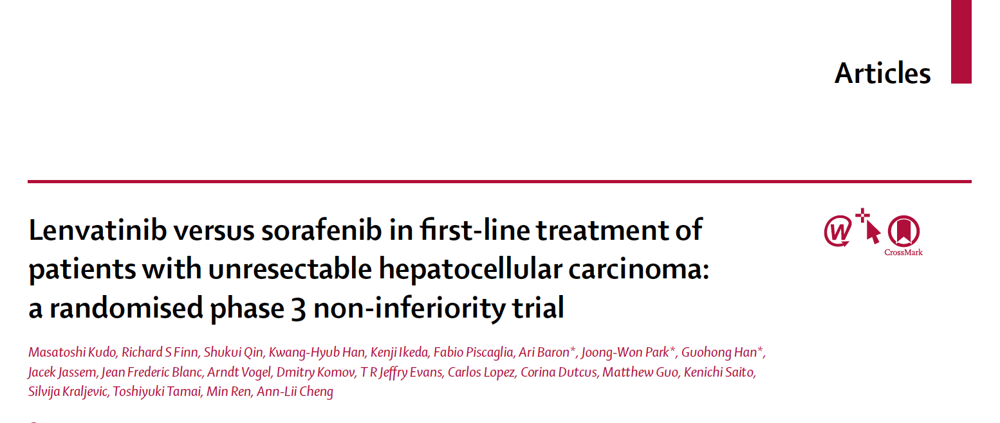 Articles
Lenvatinib versus sorafenib in first-line treatment of
patients with unresectable hepatocellular carcinoma:
a randomised phase 3 non-inferiority trial
W
CrossMark
Masatoshi Kudo, Richard S Finn, Shukui Qin, Kwang-Hyub Han, Kenji Ikeda, Fabio Piscaglia, Ari Baron*, Joong-Won Park*, Guohong Han*,
Jacek Jassem, Jean Frederic Blanc, Arndt Vogel, Dmitry Komov, T R Jeffry Evans, Carlos Lopez, Corina Dutcus, Matthew Guo, Kenichi Saito,
Silvija Kraljevic, Toshiyuki Tamai, Min Ren, Ann-Lii Cheng